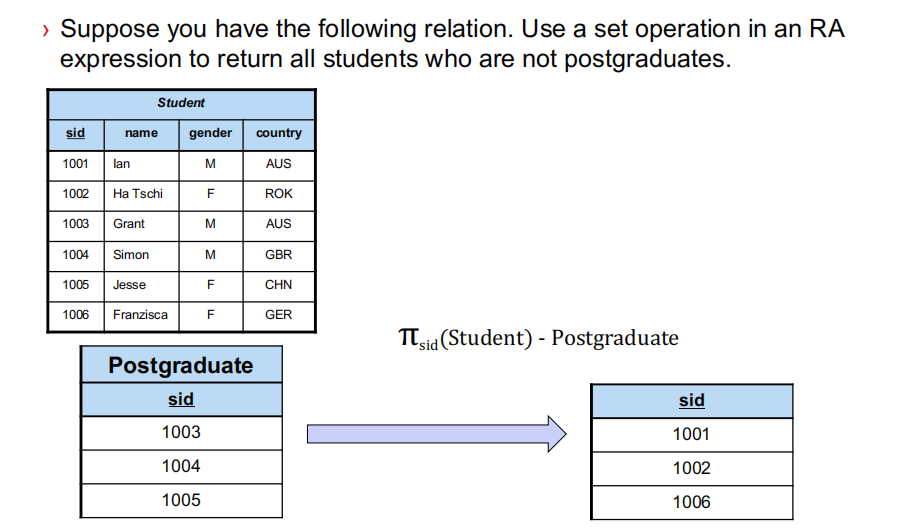 › Suppose you have the following relation. Use a set operation in an RA
expression to return all students who are not postgraduates.
Student
sid name gender country
1001 Ian M AUS
1002 Ha Tschi F ROK
1003 Grant M AUS
1004 Simon M GBR
1005 Jesse F CHN
1006 Franzisca F GER
πsid(Student) - Postgraduate
Postgraduate
sid
1003
1004
1005
sid
1001
1002
1006